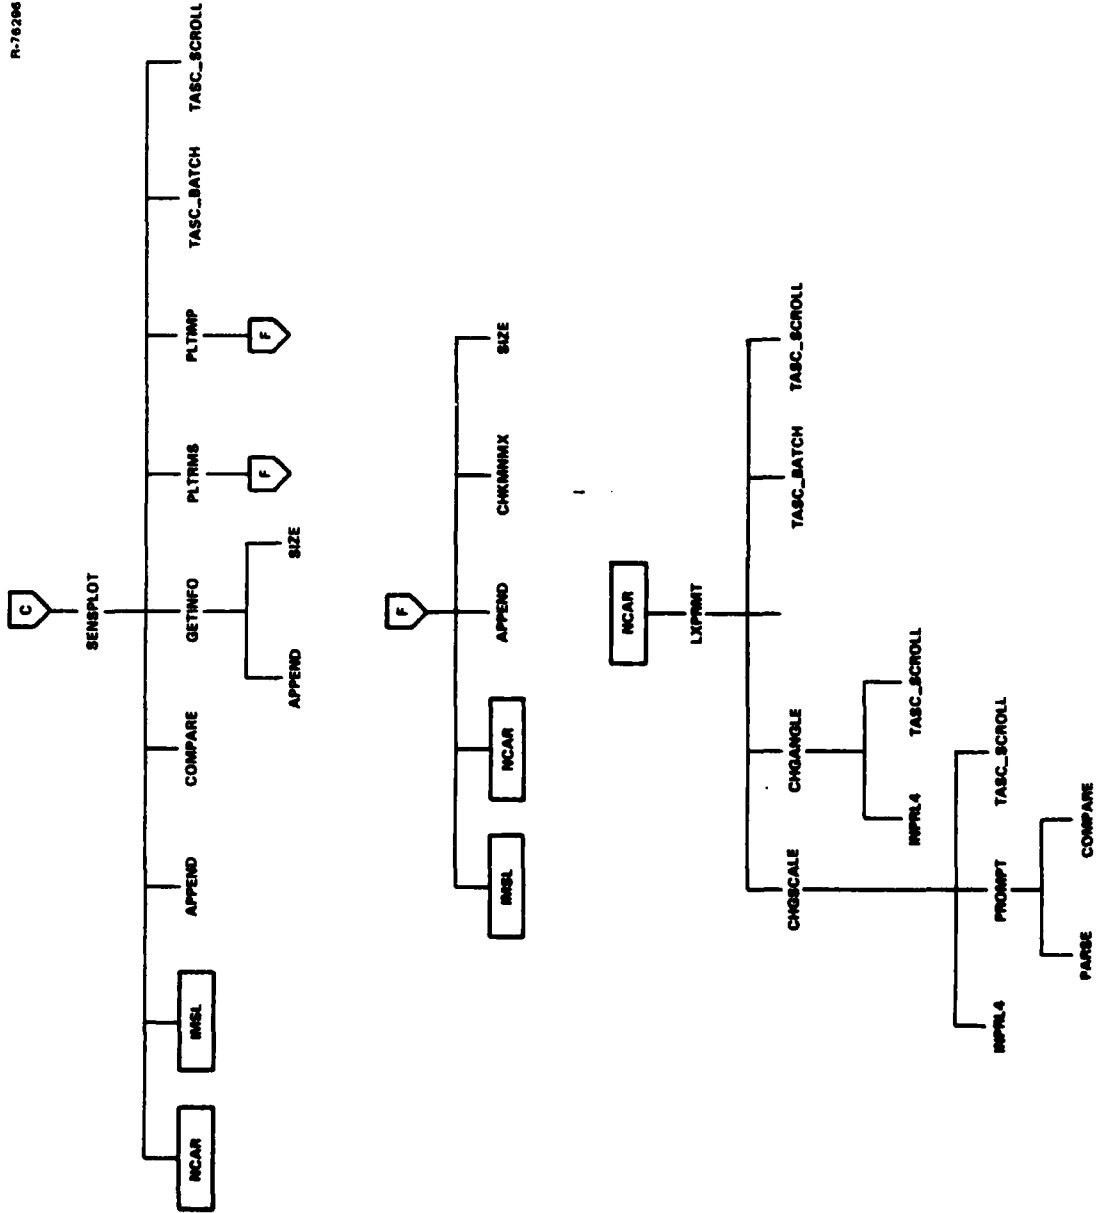 R-76296
C
SENSPLOT
NCAR
IMSL
APPEND
COMPARE
GETINFO
PLTRMS
PLTIMP
TASC_BATCH
TASC_SCROLL
APPEND
SIZE
F
F
F
IMSL
NCAR
APPEND
CHKMNMX
SIZE
NCAR
LXPRMT
CHGSCALE
CHGANGLE
TASC_BATCH
TASC_SCROLL
INPRL4
TASC_SCROLL
INPRL4
PROMPT
TASC_SCROLL
PARSE
COMPARE